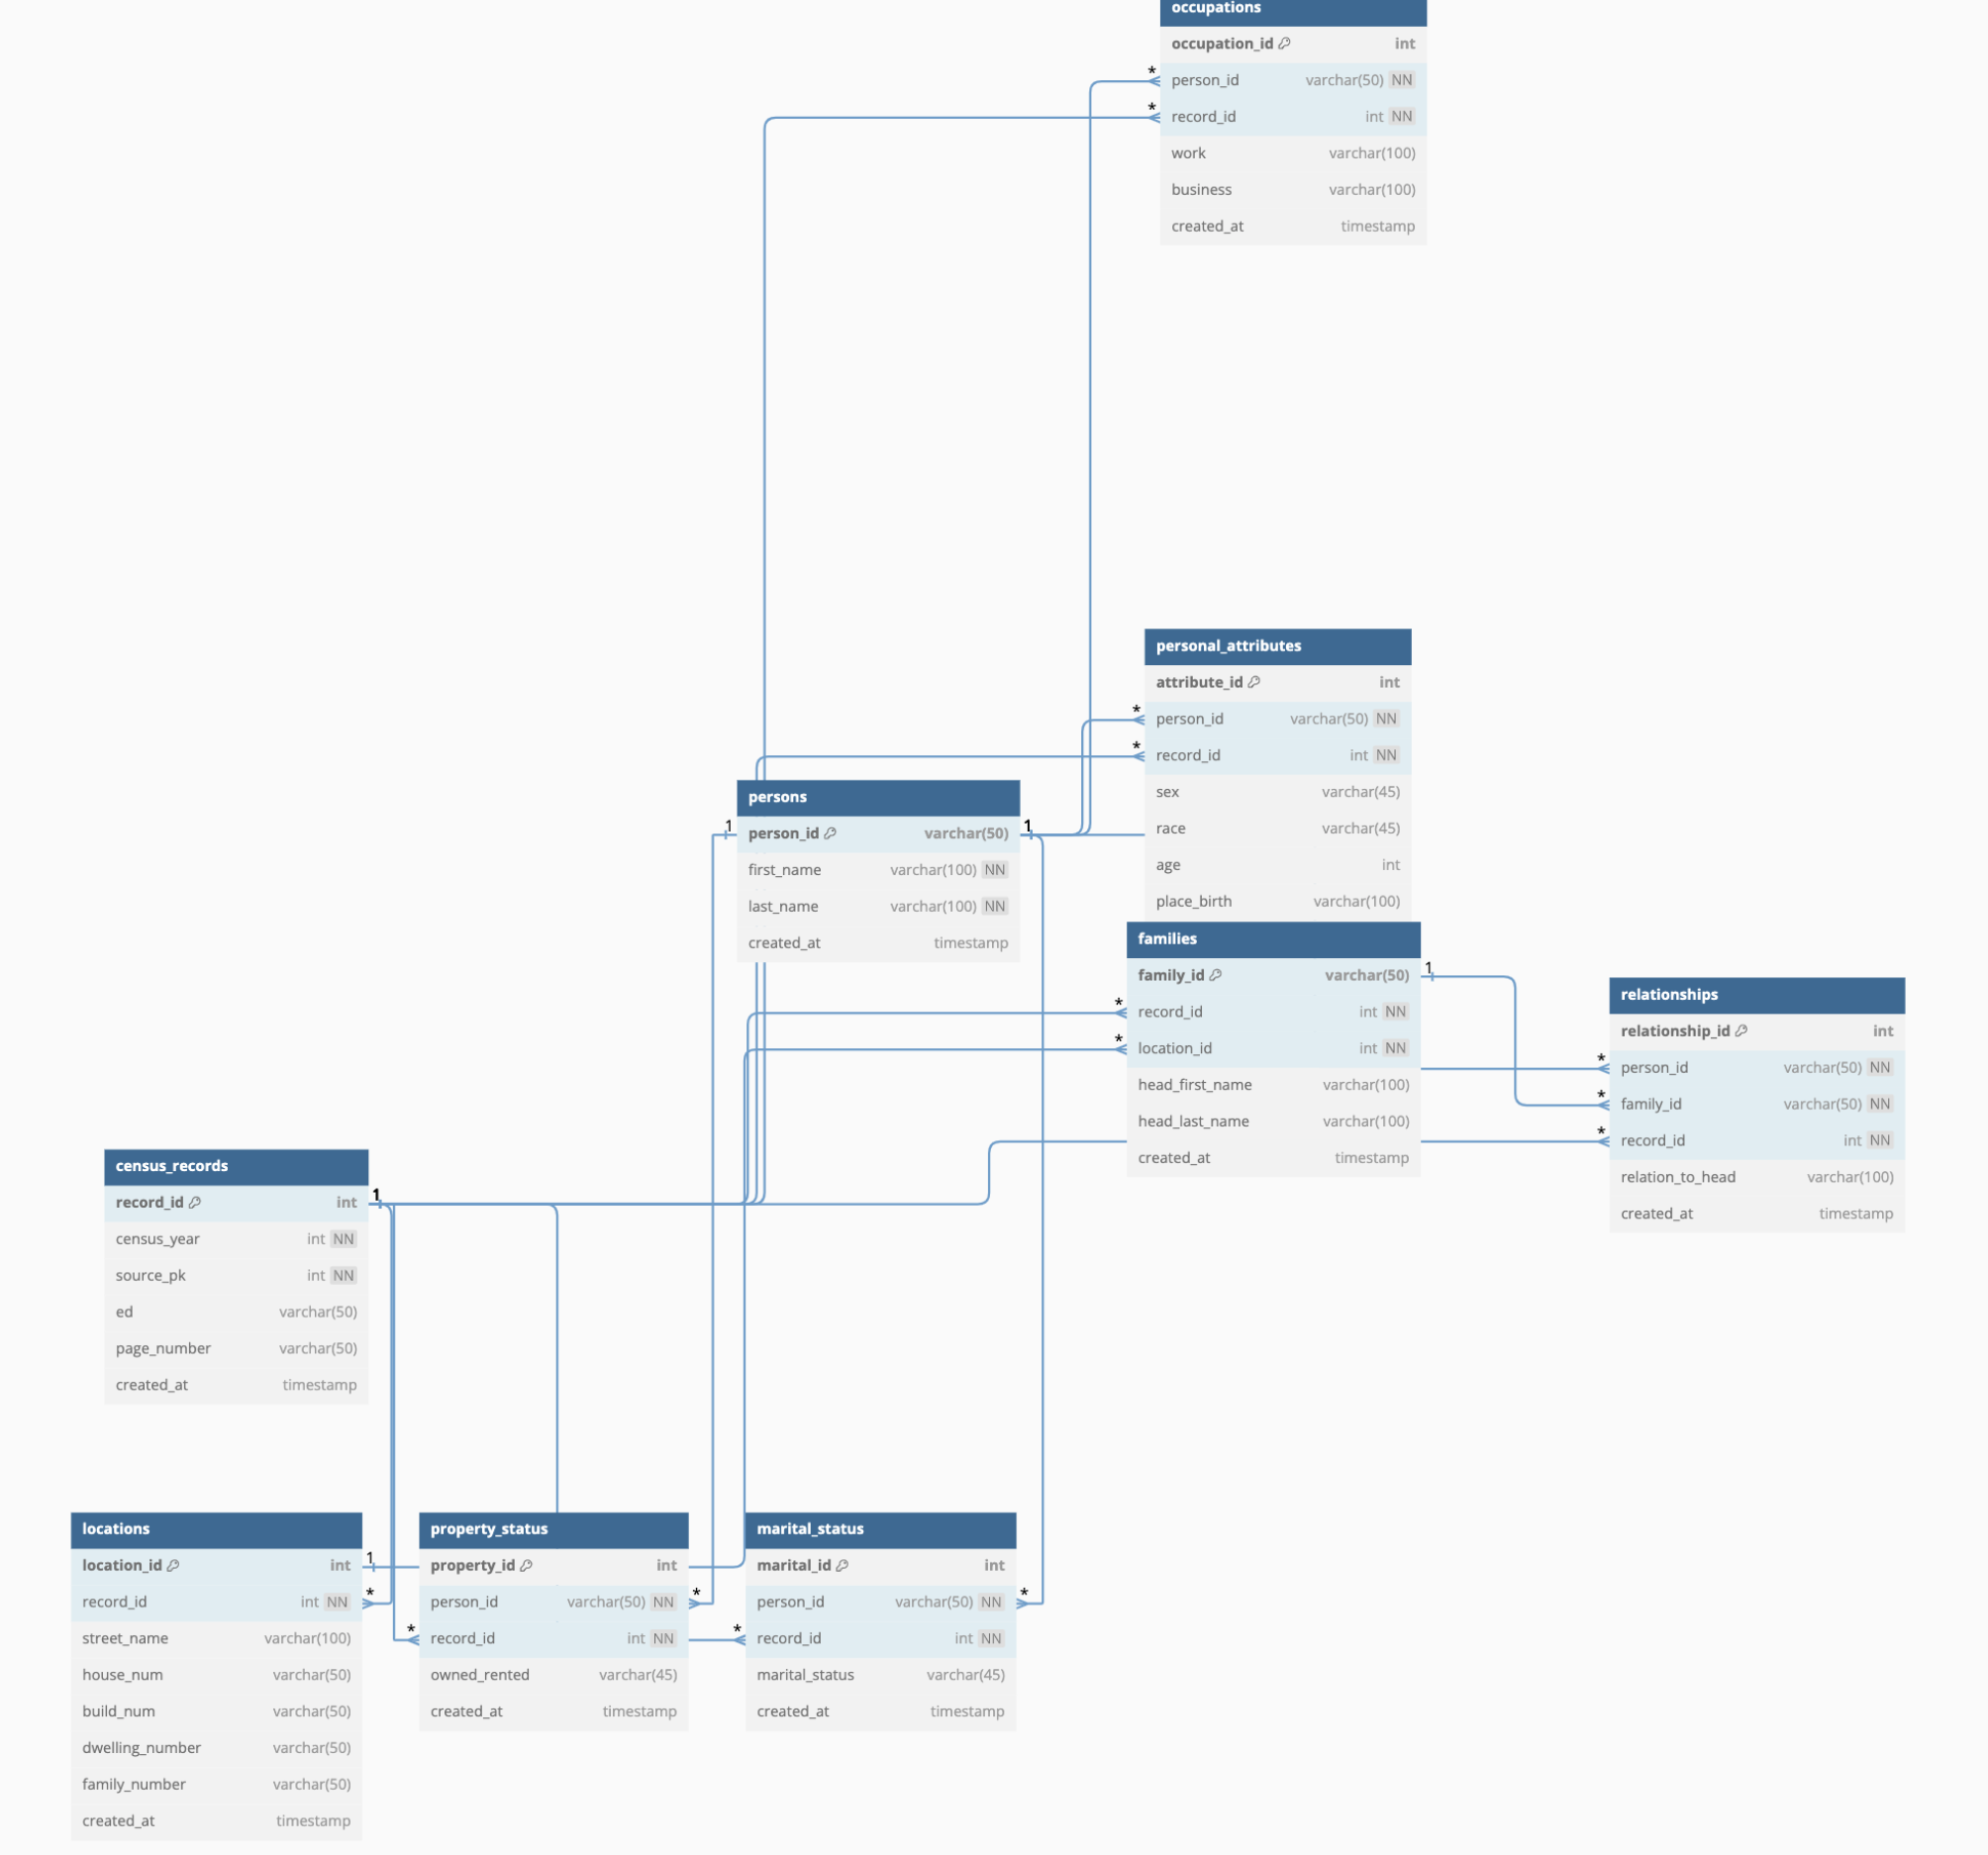 occupations
occupation_id int
* person_id varchar(50) NN
* record_id int NN
work varchar(100)
business varchar(100)
created_at timestamp
personal_attributes
attribute_id int
* person_id varchar(50) NN
* record_id int NN
sex varchar(45)
race varchar(45)
age int
place_birth varchar(100)
persons
1 person_id varchar(50) 1
first_name varchar(100) NN
last_name varchar(100) NN
created_at timestamp
families
family_id varchar(50) 1
* record_id int NN
* location_id int NN
head_first_name varchar(100)
head_last_name varchar(100)
created_at timestamp
relationships
relationship_id int
* person_id varchar(50) NN
* family_id varchar(50) NN
* record_id int NN
relation_to_head varchar(100)
created_at timestamp
census_records
record_id int 1
census_year int NN
source_pk int NN
ed varchar(50)
page_number varchar(50)
created_at timestamp
locations
location_id int 1
record_id int NN *
street_name varchar(100)
house_num varchar(50)
build_num varchar(50)
dwelling_number varchar(50)
family_number varchar(50)
created_at timestamp
property_status
property_id int
person_id varchar(50) NN *
* record_id int NN
owned_rented varchar(45)
created_at timestamp
marital_status
marital_id int
person_id varchar(50) NN *
* record_id int NN
marital_status varchar(45)
created_at timestamp